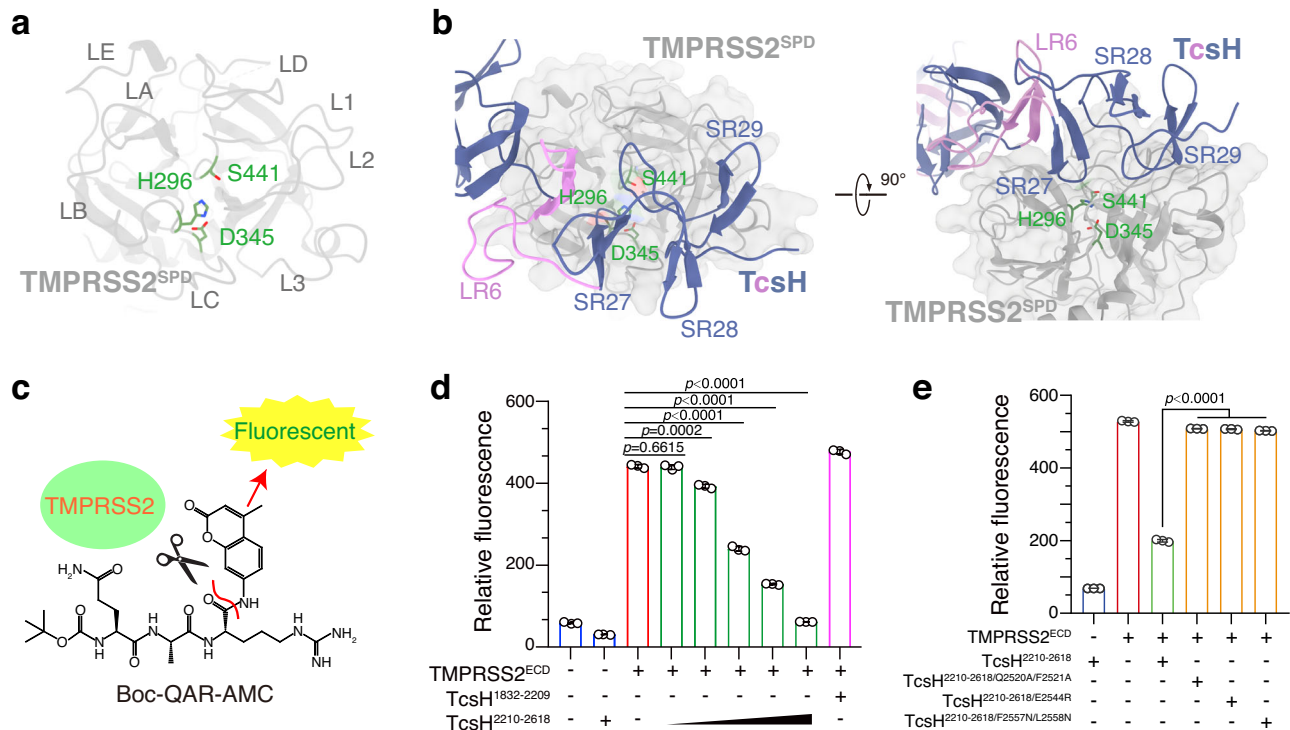 a
LE
LD
LA
L1
L2
H296
S441
LB
D345
TMPRSS2SPD
LC
L3
b
TMPRSS2SPD
SR29
S441
H296
D345
LR6
SR27
TcsH
SR28
90°
LR6
SR28
TcsH
SR29
SR27
S441
H296
D345
TMPRSS2SPD
c
Fluorescent
TMPRSS2
O
O
H2N
O
O
NH
O
O
N
H
O
H
N
O
N
H
H
N
NH2
NH
Boc-QAR-AMC
d
p<0.0001
p<0.0001
p<0.0001
p=0.0002
p=0.6615
Relative fluorescence
600
400
200
0
TMPRSS2ECD - - + + + + + + +
TcsH1832-2209 - - - - - - - - +
TcsH2210-2618 - + - -
e
p<0.0001
Relative fluorescence
600
400
200
0
TMPRSS2ECD - + + + + +
TcsH2210-2618 + - + - - -
TcsH2210-2618/Q2520A/F2521A - - - + - -
TcsH2210-2618/E2544R - - - - + -
TcsH2210-2618/F2557N/L2558N - - - - - +